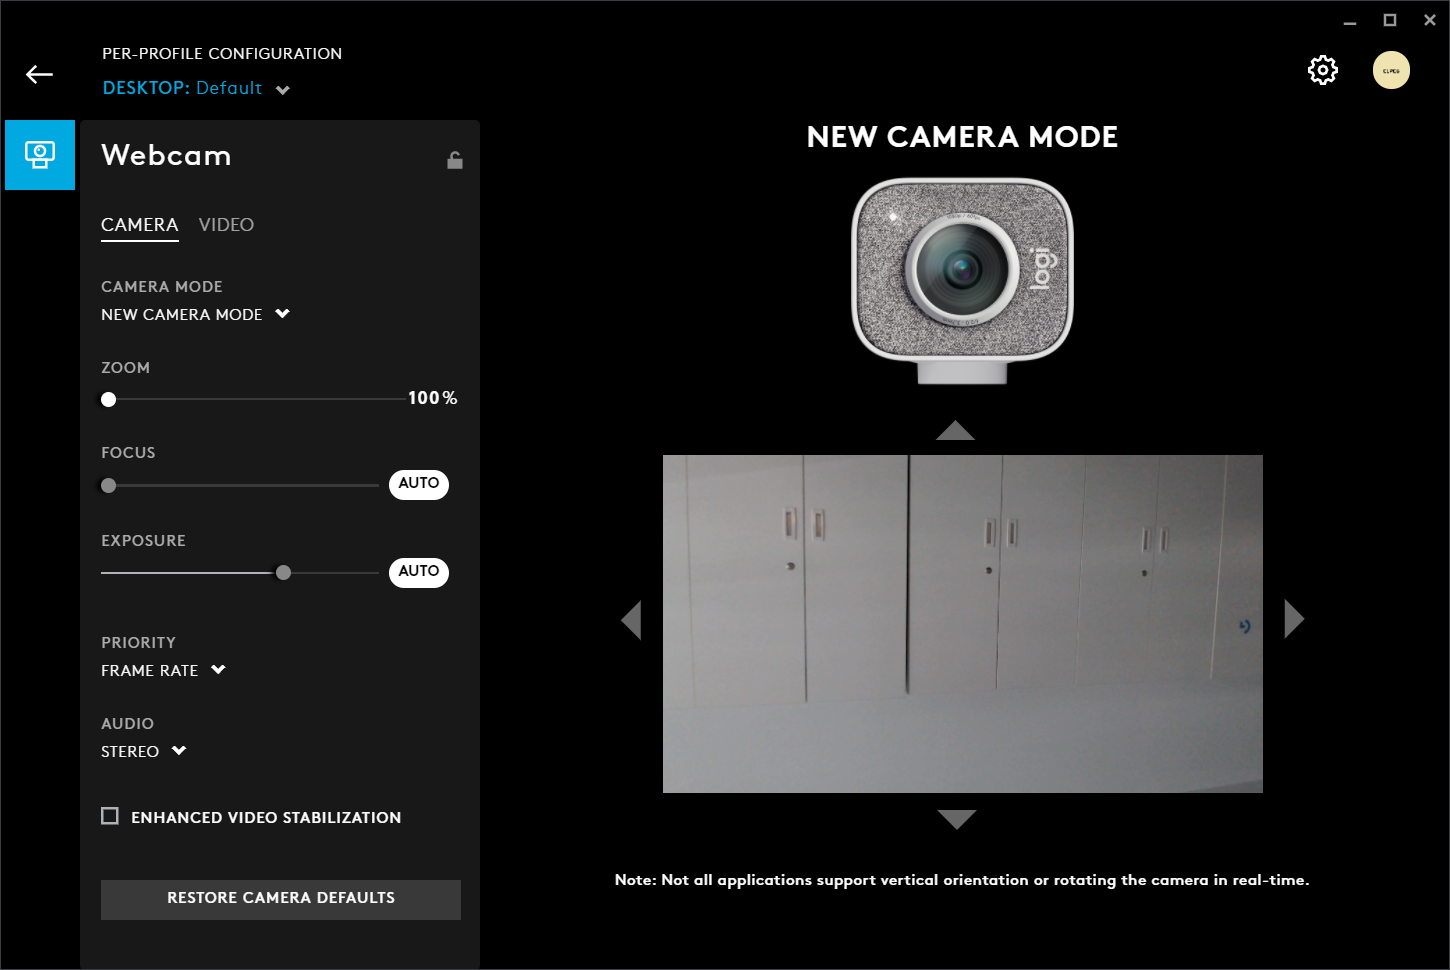 PER-PROFILE CONFIGURATION
DESKTOP: Default
Webcam
CAMERA VIDEO
CAMERA MODE
NEW CAMERA MODE
ZOOM
100%
FOCUS
AUTO
EXPOSURE
AUTO
PRIORITY
FRAME RATE
AUDIO
STEREO
ENHANCED VIDEO STABILIZATION
RESTORE CAMERA DEFAULTS
NEW CAMERA MODE
logi
Note: Not all applications support vertical orientation or rotating the camera in real-time.